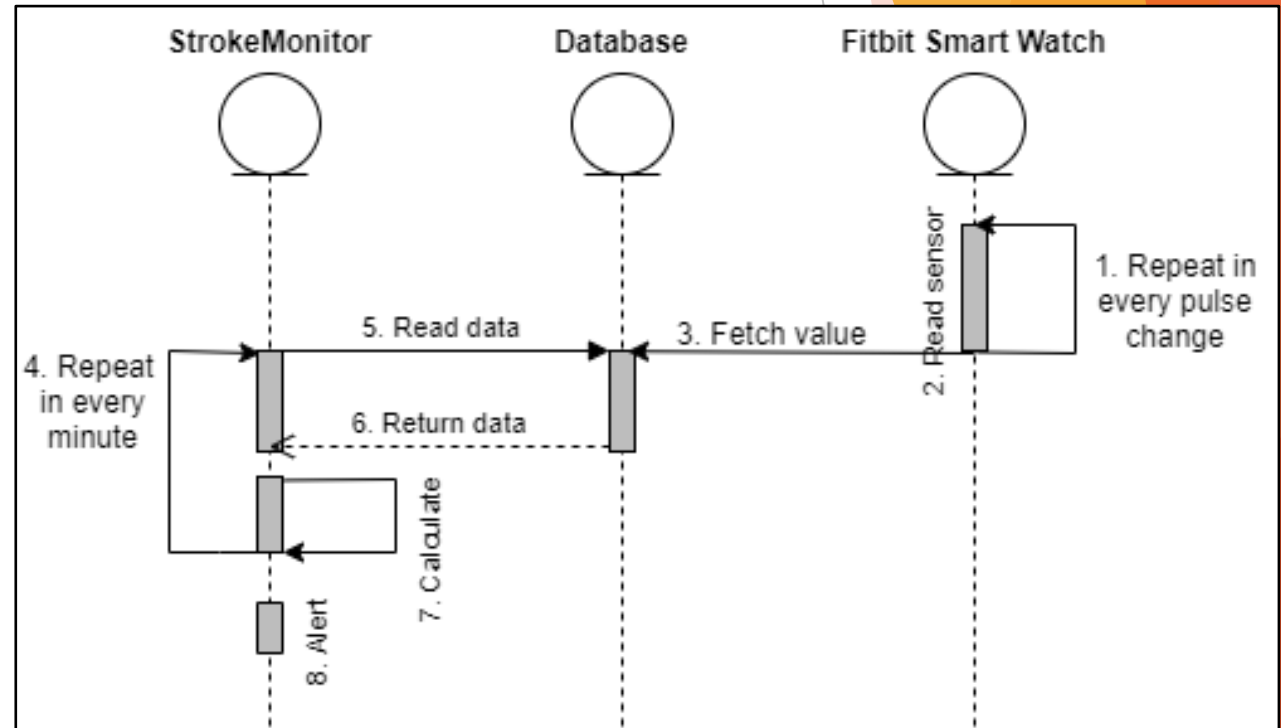 StrokeMonitor
Database
Fitbit Smart Watch
1. Repeat in
every pulse
change
2. Read sensor
3. Fetch value
4. Repeat
in every
minute
5. Read data
6. Return data
7. Calculate
8. Alert